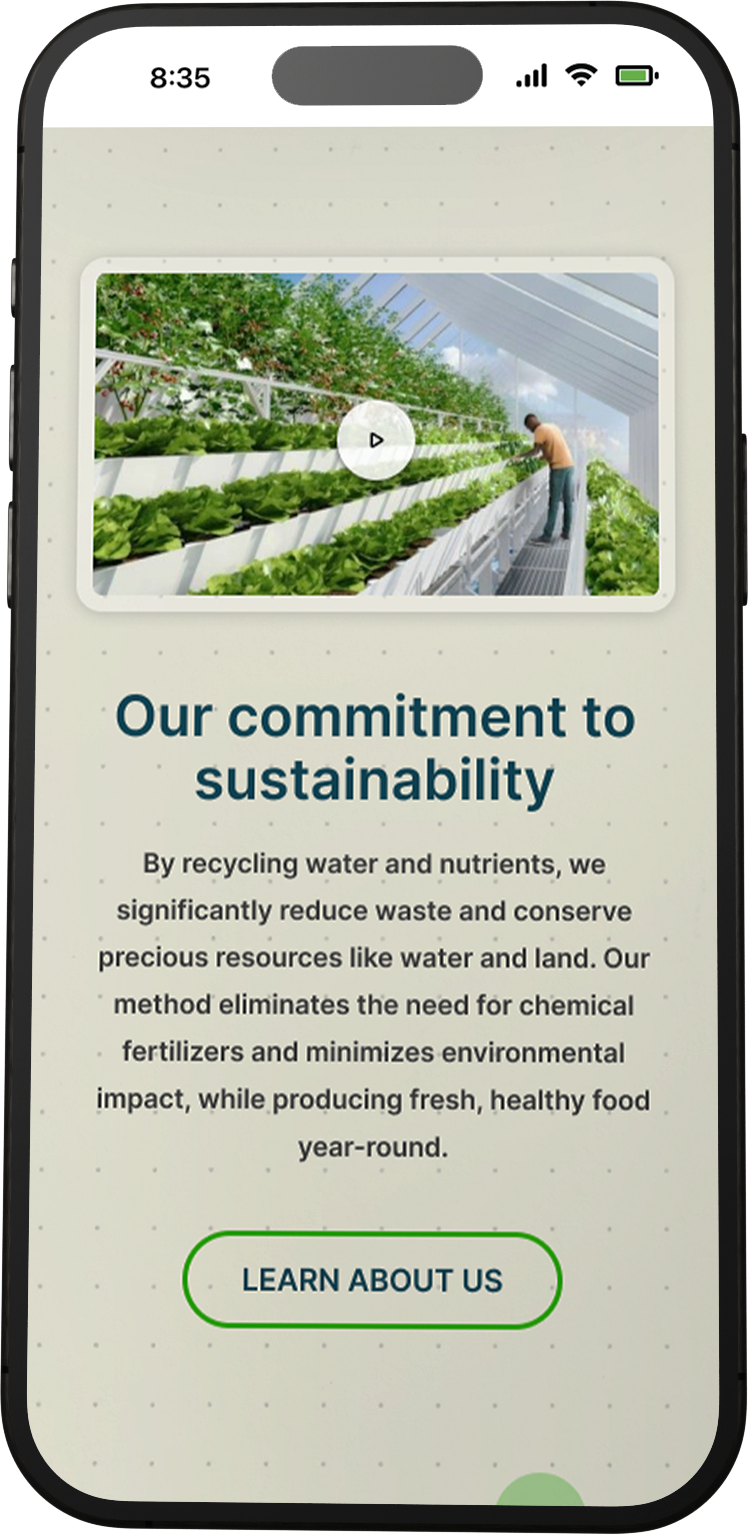 8:35
Our commitment to
sustainability
By recycling water and nutrients, we
significantly reduce waste and conserve
precious resources like water and land. Our
method eliminates the need for chemical
fertilizers and minimizes environmental
impact, while producing fresh, healthy food
year-round.
LEARN ABOUT US